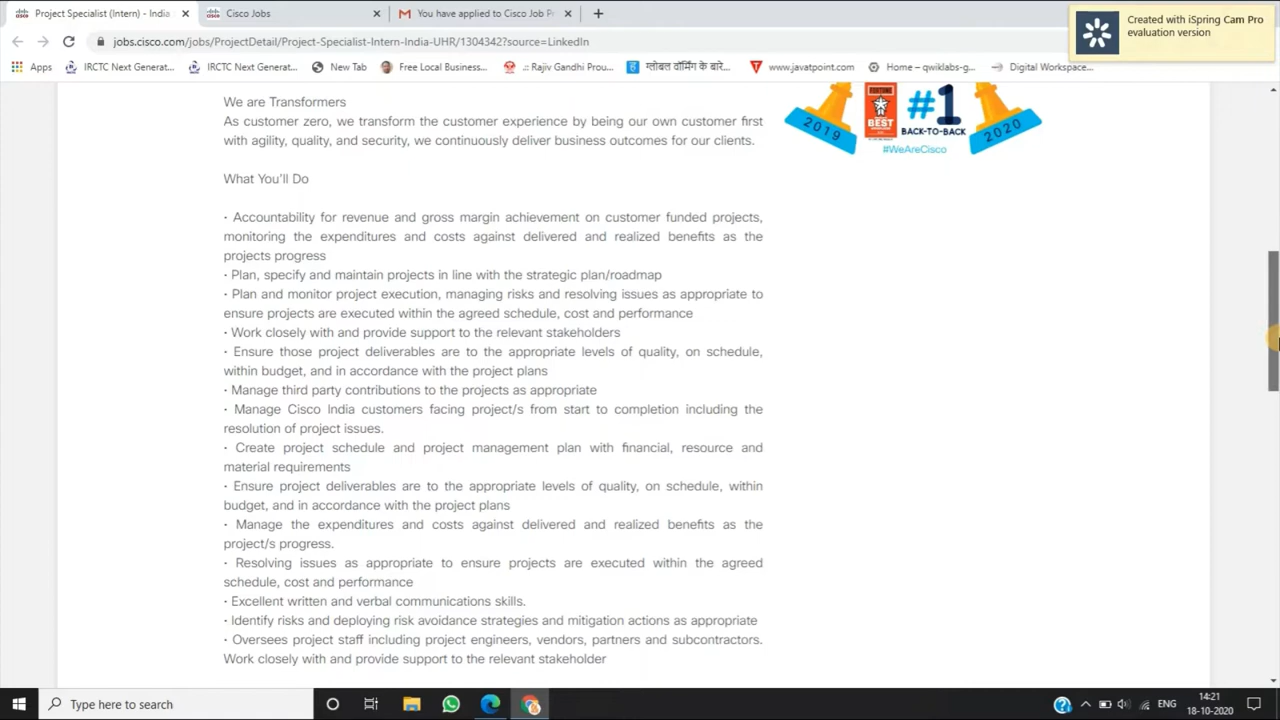 Project Specialist (Intern) - India
Cisco Jobs
You have applied to Cisco Job P
Created with iSpring Cam Pro
evaluation version
jobs.cisco.com/jobs/ProjectDetail/Project-Specialist-Intern-India-UHR/1304342?source=LinkedIn
Apps
IRCTC Next Generat...
IRCTC Next Generat...
New Tab
Free Local Business...
.:: Rajiv Gandhi Prou...
ग्लोबल वॉर्मिंग के बारे...
www.javatpoint.com
Home – qwiklabs-g...
Digital Workspace...
We are Transformers
As customer zero, we transform the customer experience by being our own customer first
with agility, quality, and security, we continuously deliver business outcomes for our clients.
2019
FORTUNE
BEST
#1
BACK-TO-BACK
2020
#WeAreCisco
What You'll Do
• Accountability for revenue and gross margin achievement on customer funded projects,
monitoring the expenditures and costs against delivered and realized benefits as the
projects progress
• Plan, specify and maintain projects in line with the strategic plan/roadmap
• Plan and monitor project execution, managing risks and resolving issues as appropriate to
ensure projects are executed within the agreed schedule, cost and performance
• Work closely with and provide support to the relevant stakeholders
• Ensure those project deliverables are to the appropriate levels of quality, on schedule,
within budget, and in accordance with the project plans
• Manage third party contributions to the projects as appropriate
• Manage Cisco India customers facing project/s from start to completion including the
resolution of project issues.
• Create project schedule and project management plan with financial, resource and
material requirements
• Ensure project deliverables are to the appropriate levels of quality, on schedule, within
budget, and in accordance with the project plans
• Manage the expenditures and costs against delivered and realized benefits as the
project/s progress.
• Resolving issues as appropriate to ensure projects are executed within the agreed
schedule, cost and performance
• Excellent written and verbal communications skills.
• Identify risks and deploying risk avoidance strategies and mitigation actions as appropriate
• Oversees project staff including project engineers, vendors, partners and subcontractors.
Work closely with and provide support to the relevant stakeholder
Type here to search
ENG
14:21
18-10-2020